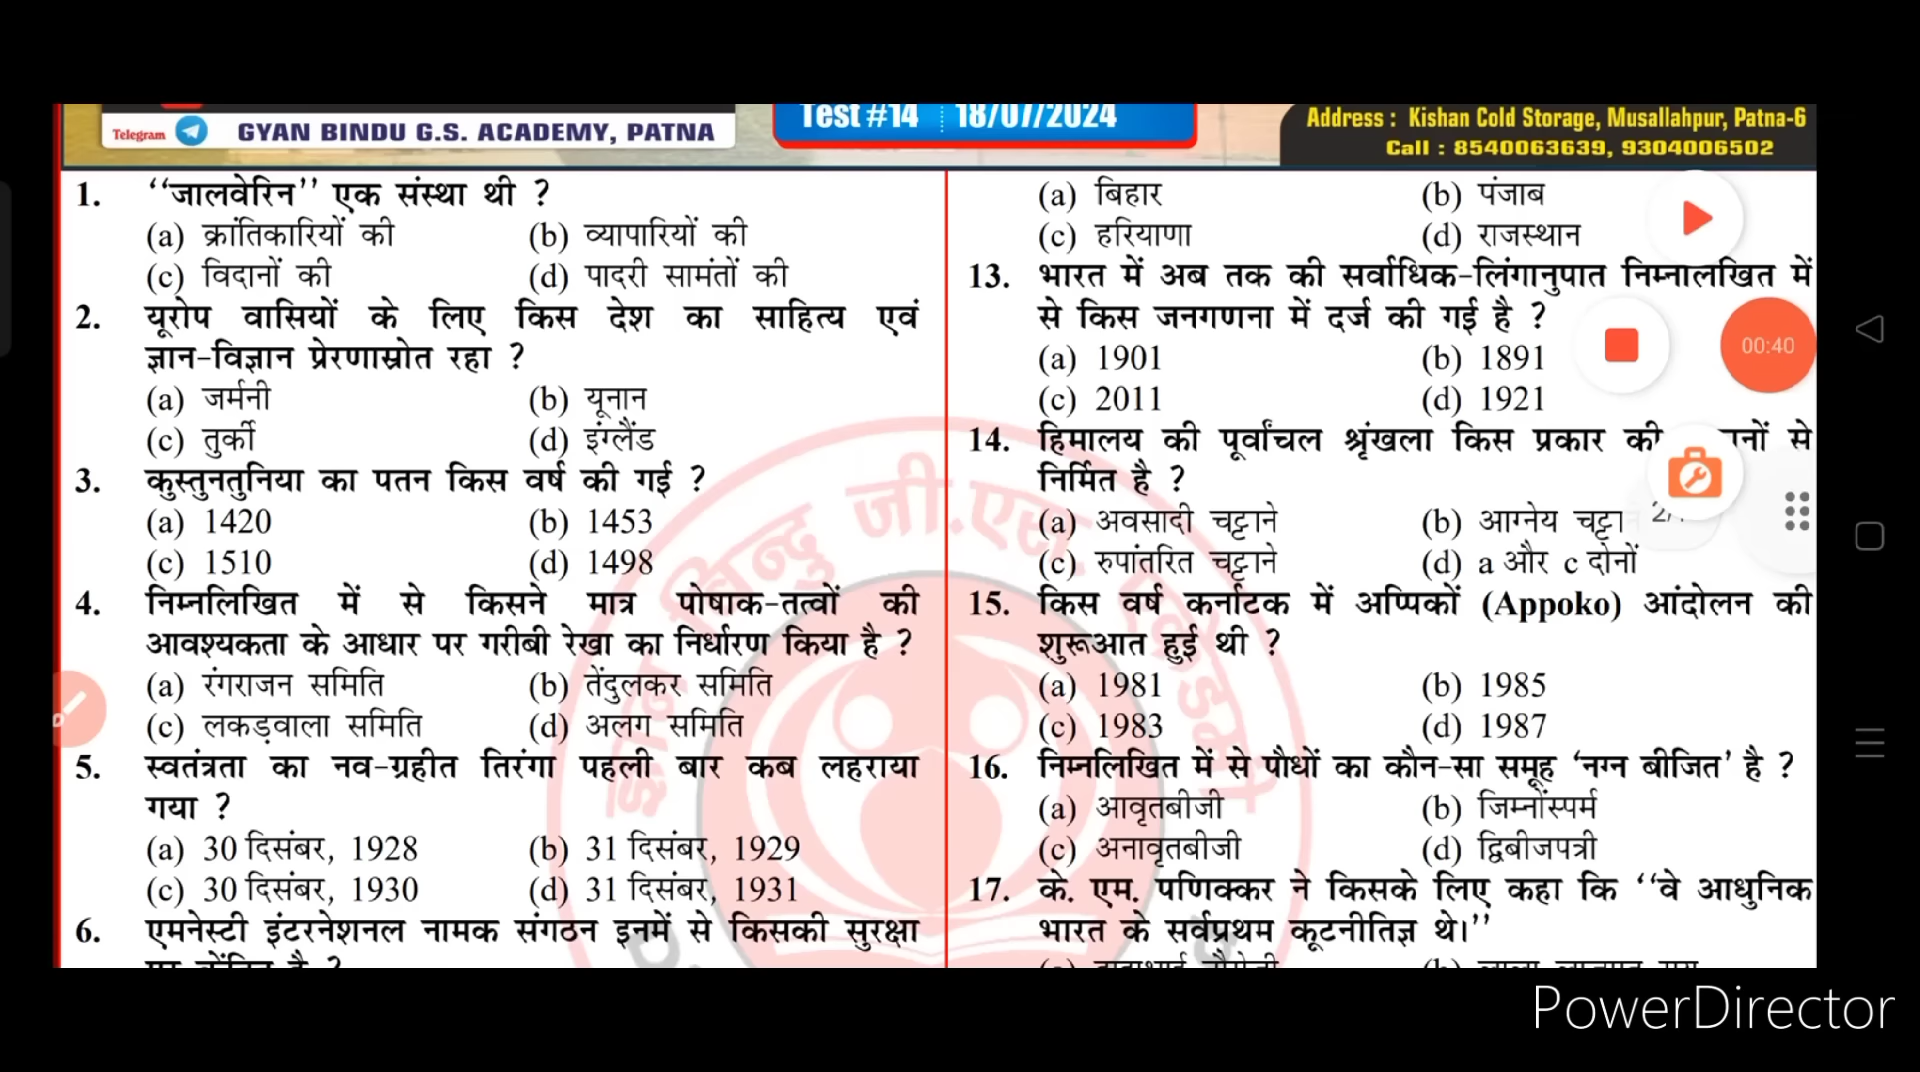 Telegram GYAN BINDU G.S. ACADEMY, PATNA
Test #14 18/07/2024
Address : Kishan Cold Storage, Musallahpur, Patna-6
Call : 8540063639, 9304006502
1. ‘‘जालवेरिन’’ एक संस्था थी ?
(a) क्रांतिकारियों की (b) व्यापारियों की
(c) विदानों की (d) पादरी सामंतों की
2. यूरोप वासियों के लिए किस देश का साहित्य एवं
ज्ञान-विज्ञान प्रेरणास्रोत रहा ?
(a) जर्मनी (b) यूनान
(c) तुर्की (d) इंग्लैंड
3. कुस्तुनतुनिया का पतन किस वर्ष की गई ?
(a) 1420 (b) 1453
(c) 1510 (d) 1498
4. निम्नलिखित में से किसने मात्र पोषाक-तत्वों की
आवश्यकता के आधार पर गरीबी रेखा का निर्धारण किया है ?
(a) रंगराजन समिति (b) तेंदुलकर समिति
(c) लकड़वाला समिति (d) अलग समिति
5. स्वतंत्रता का नव-ग्रहीत तिरंगा पहली बार कब लहराया
गया ?
(a) 30 दिसंबर, 1928 (b) 31 दिसंबर, 1929
(c) 30 दिसंबर, 1930 (d) 31 दिसंबर, 1931
6. एमनेस्टी इंटरनेशनल नामक संगठन इनमें से किसकी सुरक्षा
(a) बिहार (b) पंजाब
(c) हरियाणा (d) राजस्थान
13. भारत में अब तक की सर्वाधिक-लिंगानुपात निम्नालखित में
से किस जनगणना में दर्ज की गई है ?
(a) 1901 (b) 1891
(c) 2011 (d) 1921
14. हिमालय की पूर्वांचल श्रृंखला किस प्रकार की से
निर्मित है ?
(a) अवसादी चट्टाने (b) आग्नेय
(c) रुपांतरित चट्टाने (d) a और c दोनों
15. किस वर्ष कर्नाटक में अप्पिकों (Appoko) आंदोलन की
शुरूआत हुई थी ?
(a) 1981 (b) 1985
(c) 1983 (d) 1987
16. निम्नलिखित में से पौधों का कौन-सा समूह ‘नग्न बीजित’ है ?
(a) आवृतबीजी (b) जिम्नोंस्पर्म
(c) अनावृतबीजी (d) द्विबीजपत्री
17. के. एम. पणिक्कर ने किसके लिए कहा कि ‘‘वे आधुनिक
भारत के सर्वप्रथम कूटनीतिज्ञ थे।’’
00:40
PowerDirector